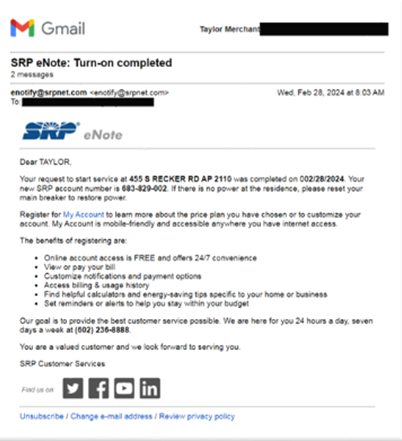 Gmail
Taylor Merchant
SRP eNote: Turn-on completed
2 messages
enotify@srpnet.com <enotify@srpnet.com> Wed, Feb 28, 2024 at 8:03 AM
To:
SRP eNote
Dear TAYLOR,
Your request to start service at 455 S RECKER RD AP 2110 was completed on 002/28/2024. Your
new SRP account number is 683-829-002. If there is no power at the residence, please reset your
main breaker to restore power.
Register for My Account to learn more about the price plan you have chosen or to customize your
account. My Account is mobile-friendly and accessible anywhere you have internet access.
The benefits of registering are:
• Online account access is FREE and offers 24/7 convenience
• View or pay your bill
• Customize notifications and payment options
• Access billing & usage history
• Find helpful calculators and energy-saving tips specific to your home or business
• Set reminders or alerts to help you stay within your budget
Our goal is to provide the best customer service possible. We are here for you 24 hours a day, seven
days a week at (602) 236-8888.
You are a valued customer and we look forward to serving you.
SRP Customer Services
Find us on
Unsubscribe / Change e-mail address / Review privacy policy